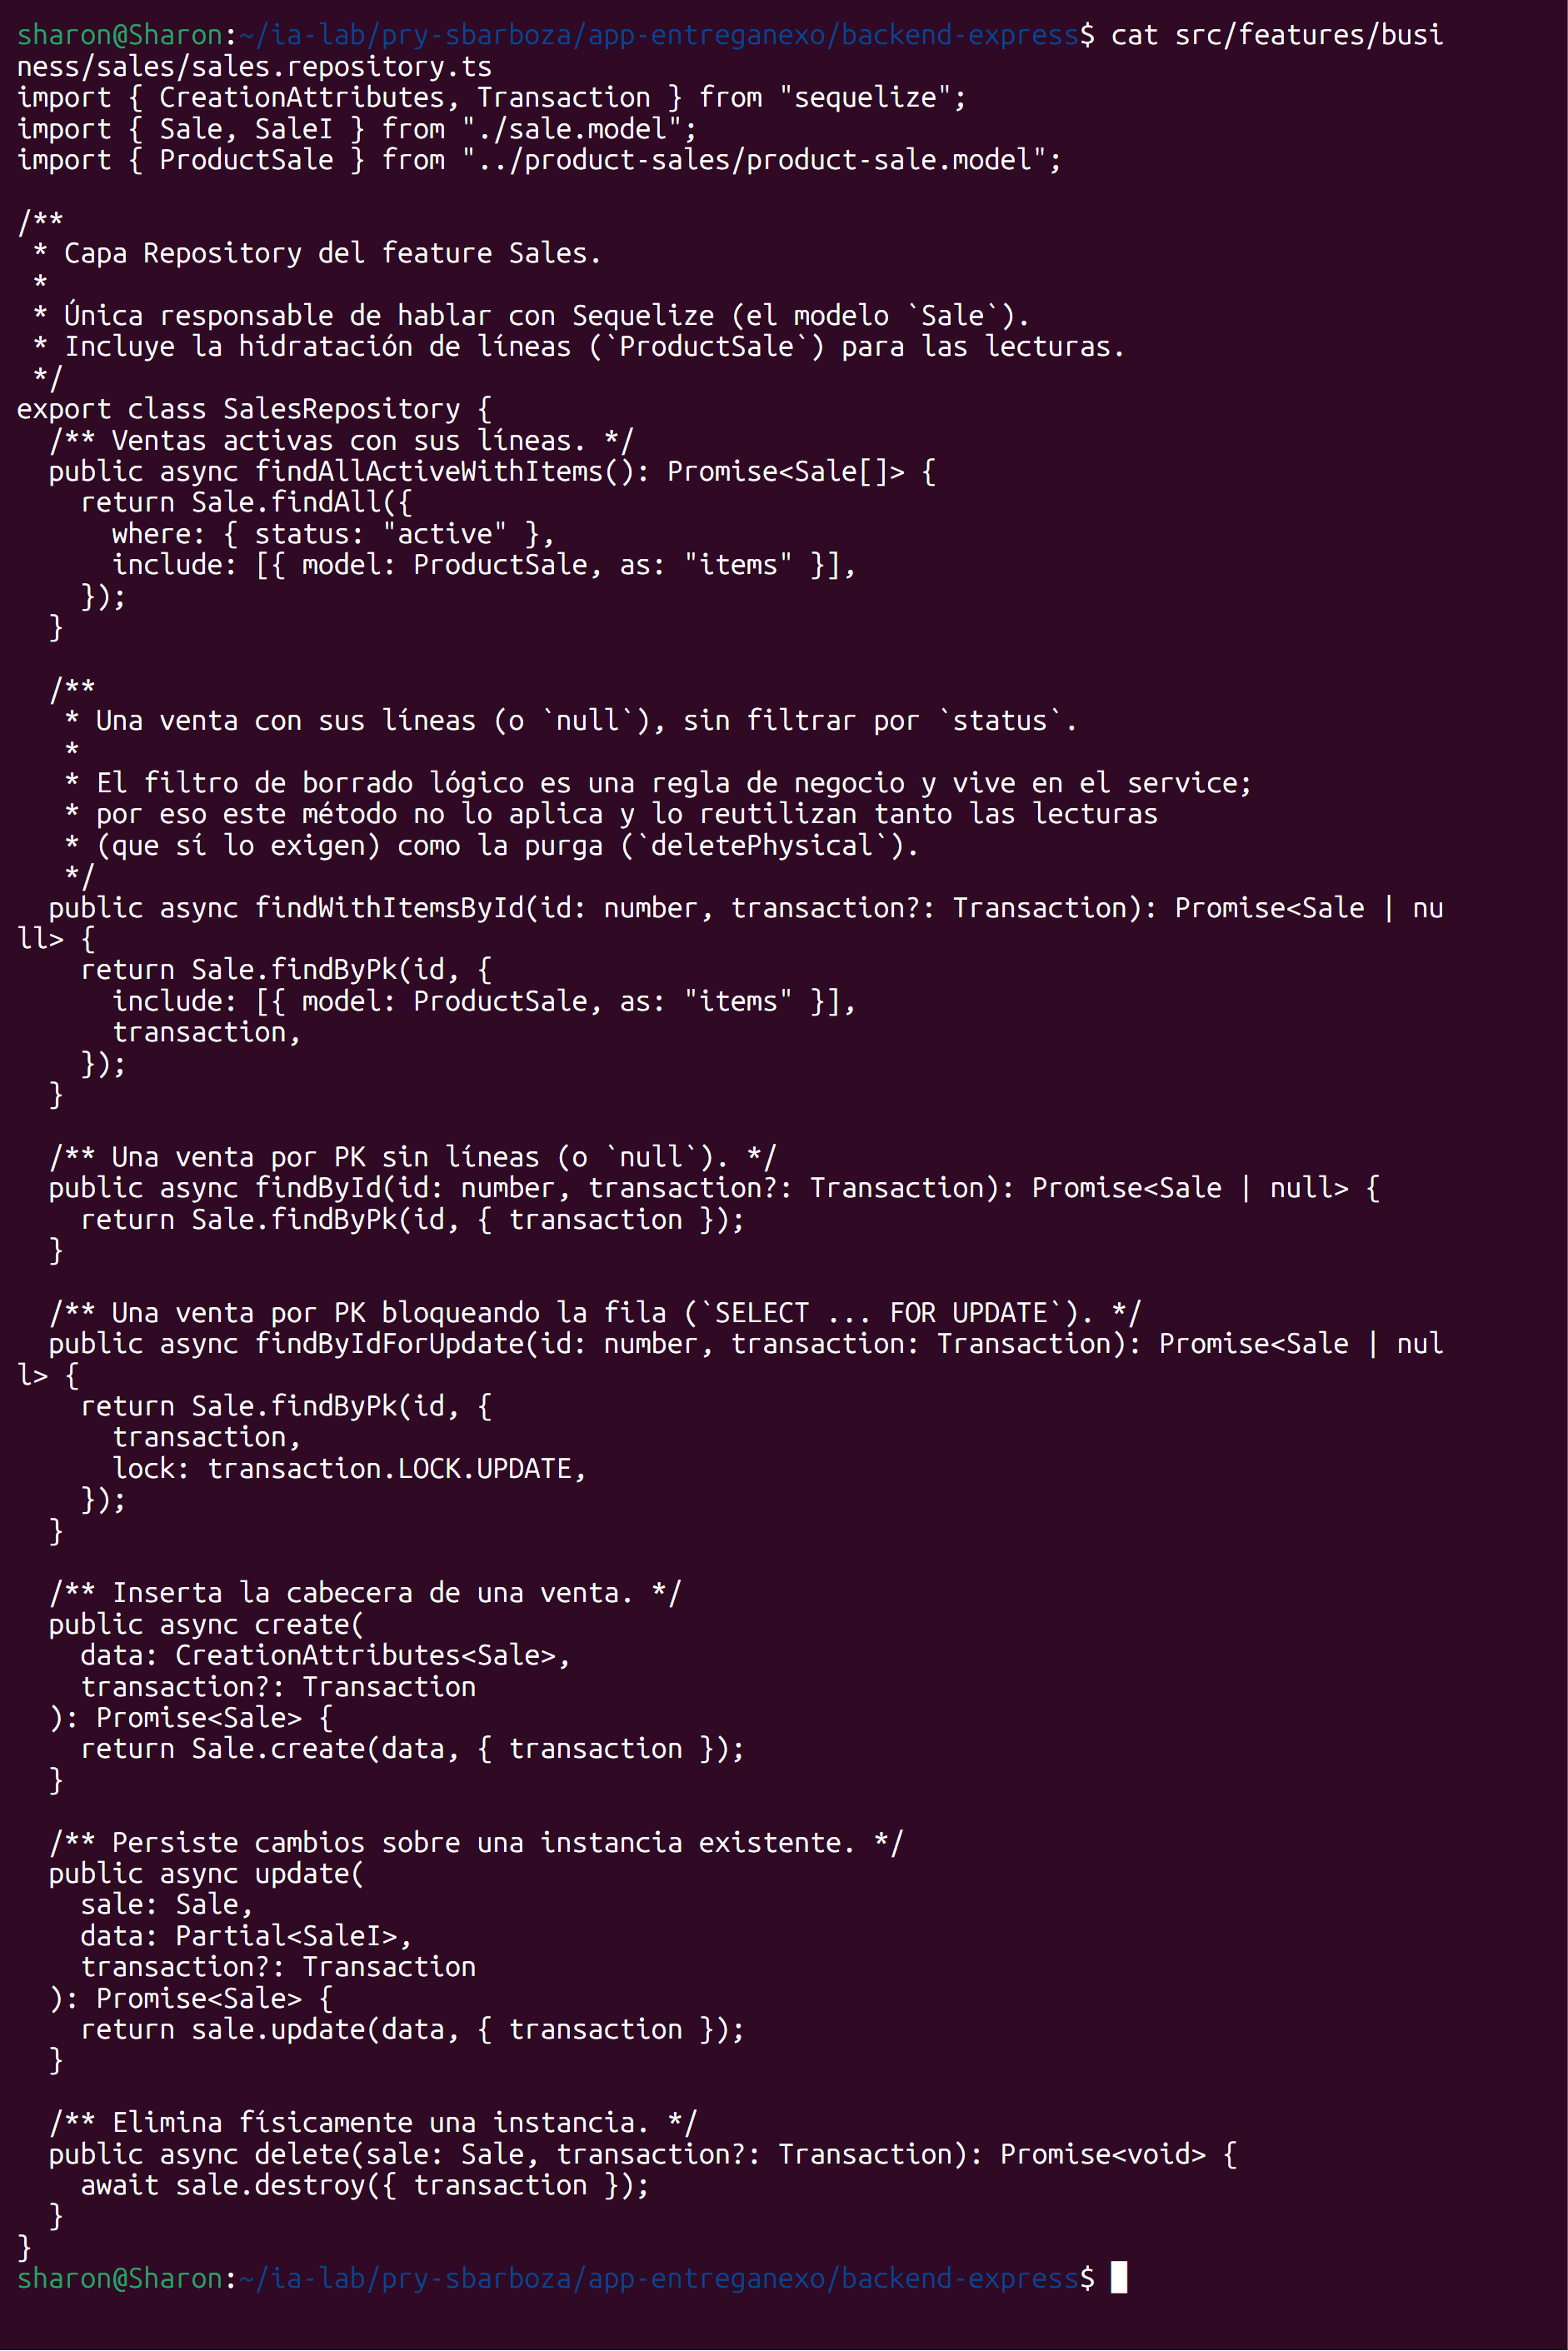 sharon@Sharon:~/ia-lab/pry-sbarboza/app-entreganexo/backend-express$ cat src/features/busi
ness/sales/sales.repository.ts
import { CreationAttributes, Transaction } from "sequelize";
import { Sale, SaleI } from "./sale.model";
import { ProductSale } from "../product-sales/product-sale.model";

/**
 * Capa Repository del feature Sales.
 *
 * Única responsable de hablar con Sequelize (el modelo `Sale`).
 * Incluye la hidratación de líneas (`ProductSale`) para las lecturas.
 */
export class SalesRepository {
  /** Ventas activas con sus líneas. */
  public async findAllActiveWithItems(): Promise<Sale[]> {
    return Sale.findAll({
      where: { status: "active" },
      include: [{ model: ProductSale, as: "items" }],
    });
  }

  /**
   * Una venta con sus líneas (o `null`), sin filtrar por `status`.
   *
   * El filtro de borrado lógico es una regla de negocio y vive en el service;
   * por eso este método no lo aplica y lo reutilizan tanto las lecturas
   * (que sí lo exigen) como la purga (`deletePhysical`).
   */
  public async findWithItemsById(id: number, transaction?: Transaction): Promise<Sale | nu
ll> {
    return Sale.findByPk(id, {
      include: [{ model: ProductSale, as: "items" }],
      transaction,
    });
  }

  /** Una venta por PK sin líneas (o `null`). */
  public async findById(id: number, transaction?: Transaction): Promise<Sale | null> {
    return Sale.findByPk(id, { transaction });
  }

  /** Una venta por PK bloqueando la fila (`SELECT ... FOR UPDATE`). */
  public async findByIdForUpdate(id: number, transaction: Transaction): Promise<Sale | nul
l> {
    return Sale.findByPk(id, {
      transaction,
      lock: transaction.LOCK.UPDATE,
    });
  }

  /** Inserta la cabecera de una venta. */
  public async create(
    data: CreationAttributes<Sale>,
    transaction?: Transaction
  ): Promise<Sale> {
    return Sale.create(data, { transaction });
  }

  /** Persiste cambios sobre una instancia existente. */
  public async update(
    sale: Sale,
    data: Partial<SaleI>,
    transaction?: Transaction
  ): Promise<Sale> {
    return sale.update(data, { transaction });
  }

  /** Elimina físicamente una instancia. */
  public async delete(sale: Sale, transaction?: Transaction): Promise<void> {
    await sale.destroy({ transaction });
  }
}
sharon@Sharon:~/ia-lab/pry-sbarboza/app-entreganexo/backend-express$